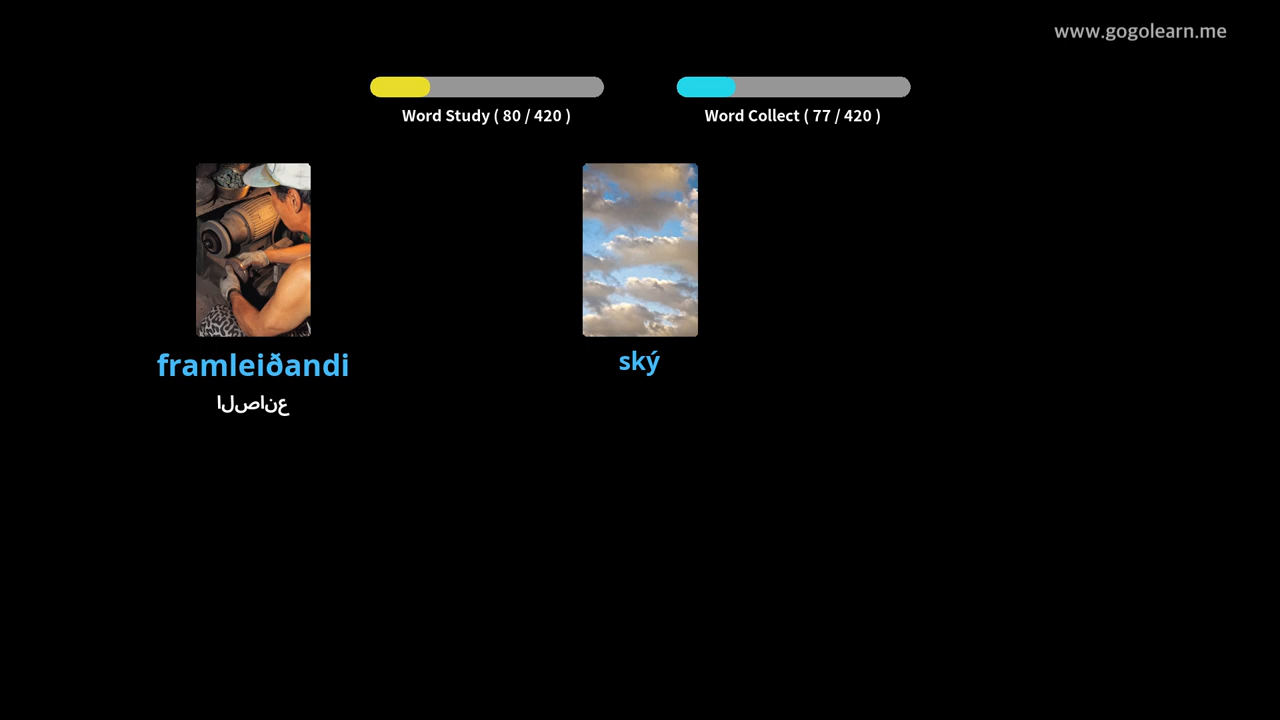 www.gogolearn.me
Word Study ( 80 / 420 )
Word Collect ( 77 / 420 )
framleiðandi
الصانع
ský